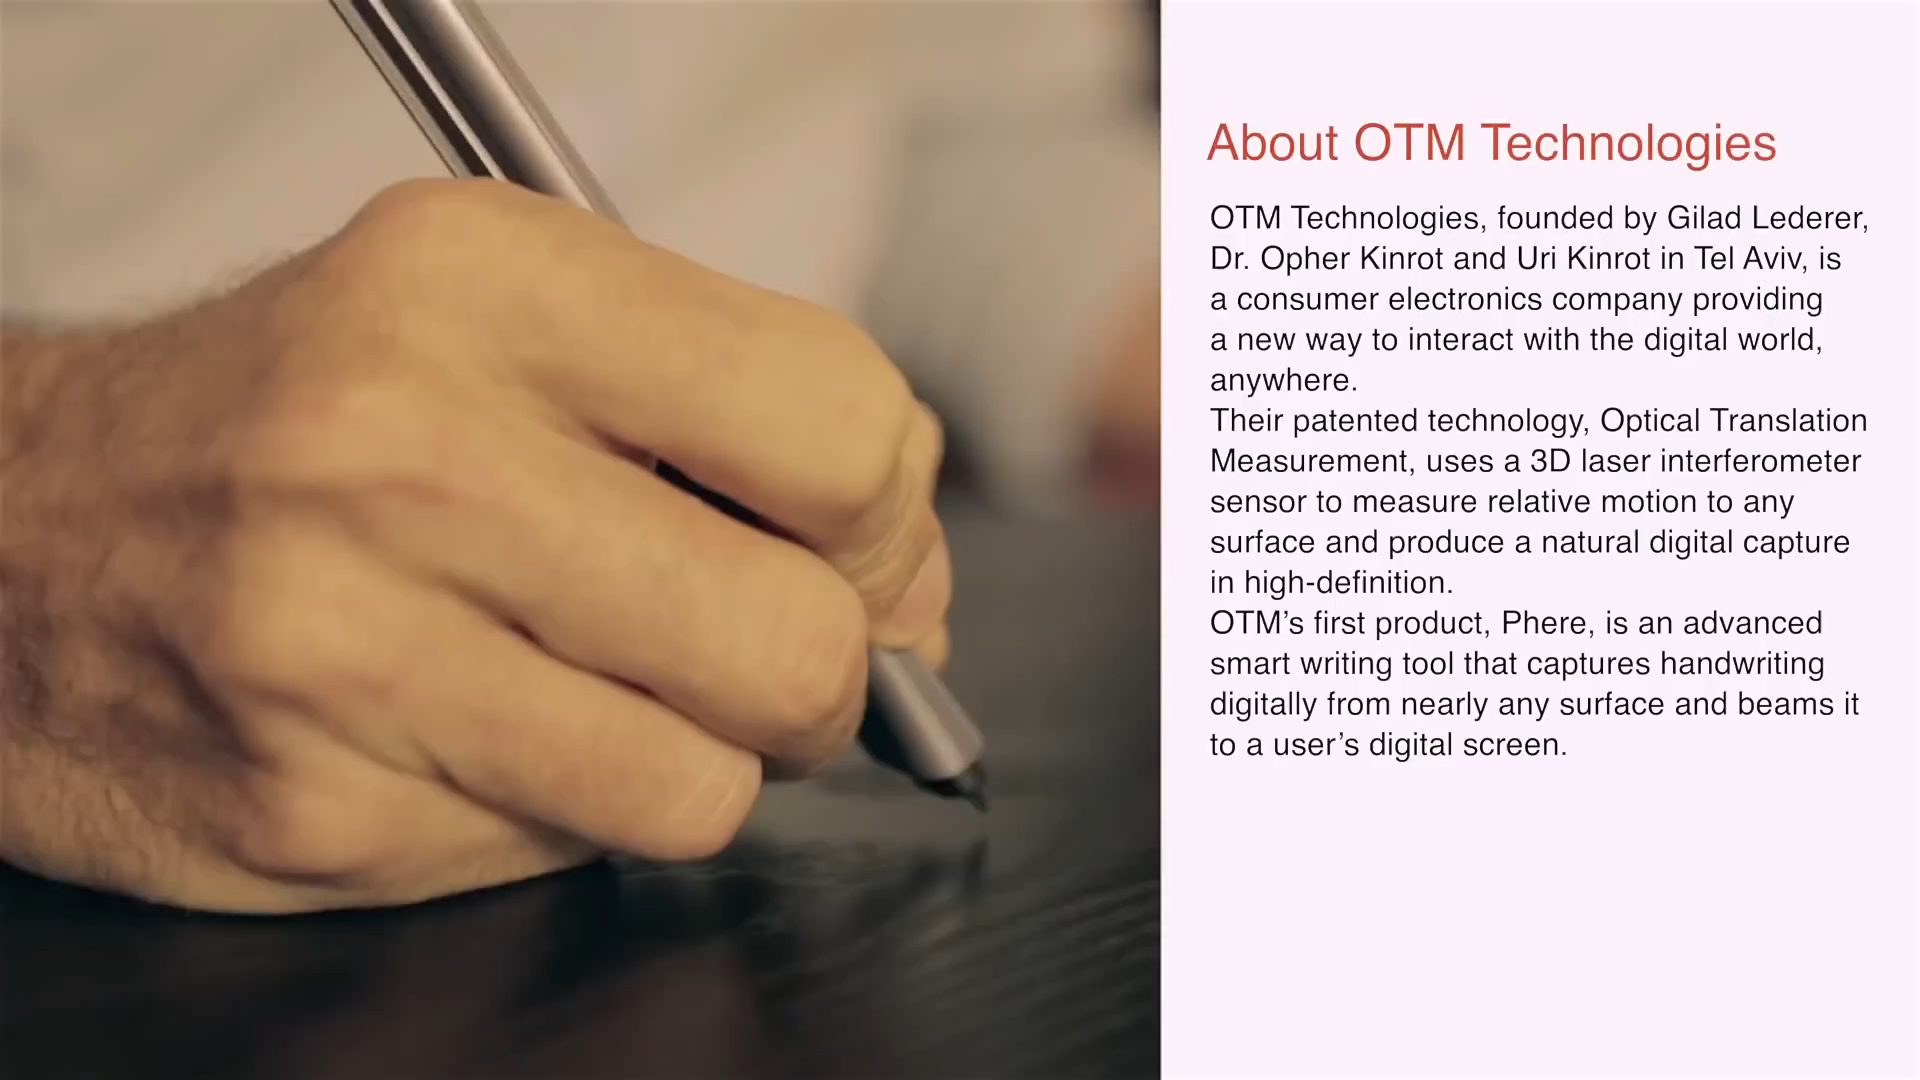 About OTM Technologies
OTM Technologies, founded by Gilad Lederer,
Dr. Opher Kinrot and Uri Kinrot in Tel Aviv, is
a consumer electronics company providing
a new way to interact with the digital world,
anywhere.
Their patented technology, Optical Translation
Measurement, uses a 3D laser interferometer
sensor to measure relative motion to any
surface and produce a natural digital capture
in high-definition.
OTM’s first product, Phere, is an advanced
smart writing tool that captures handwriting
digitally from nearly any surface and beams it
to a user’s digital screen.